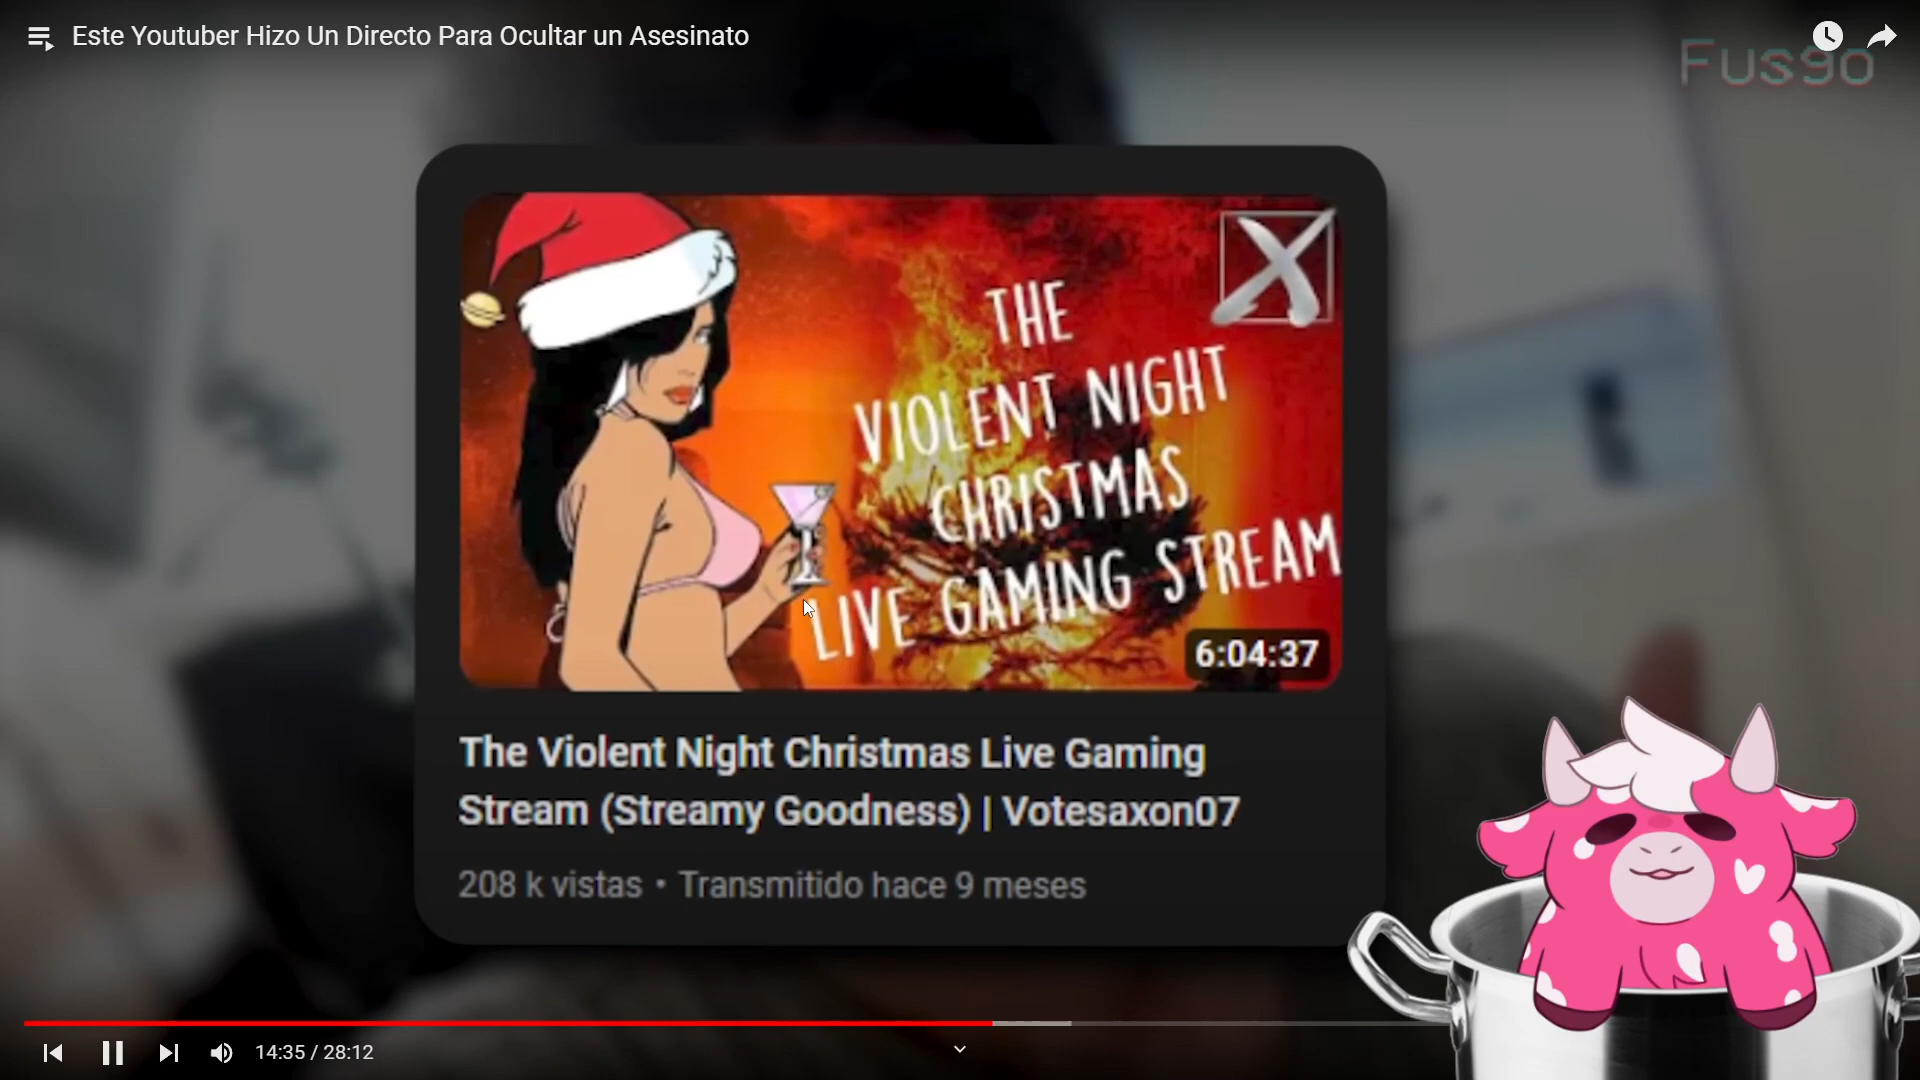 Este Youtuber Hizo Un Directo Para Ocultar un Asesinato
Fusgo
X
THE
VIOLENT NIGHT
CHRISTMAS
LIVE GAMING STREAM
6:04:37
The Violent Night Christmas Live Gaming
Stream (Streamy Goodness) | Votesaxon07
208 k vistas • Transmitido hace 9 meses
14:35 / 28:12